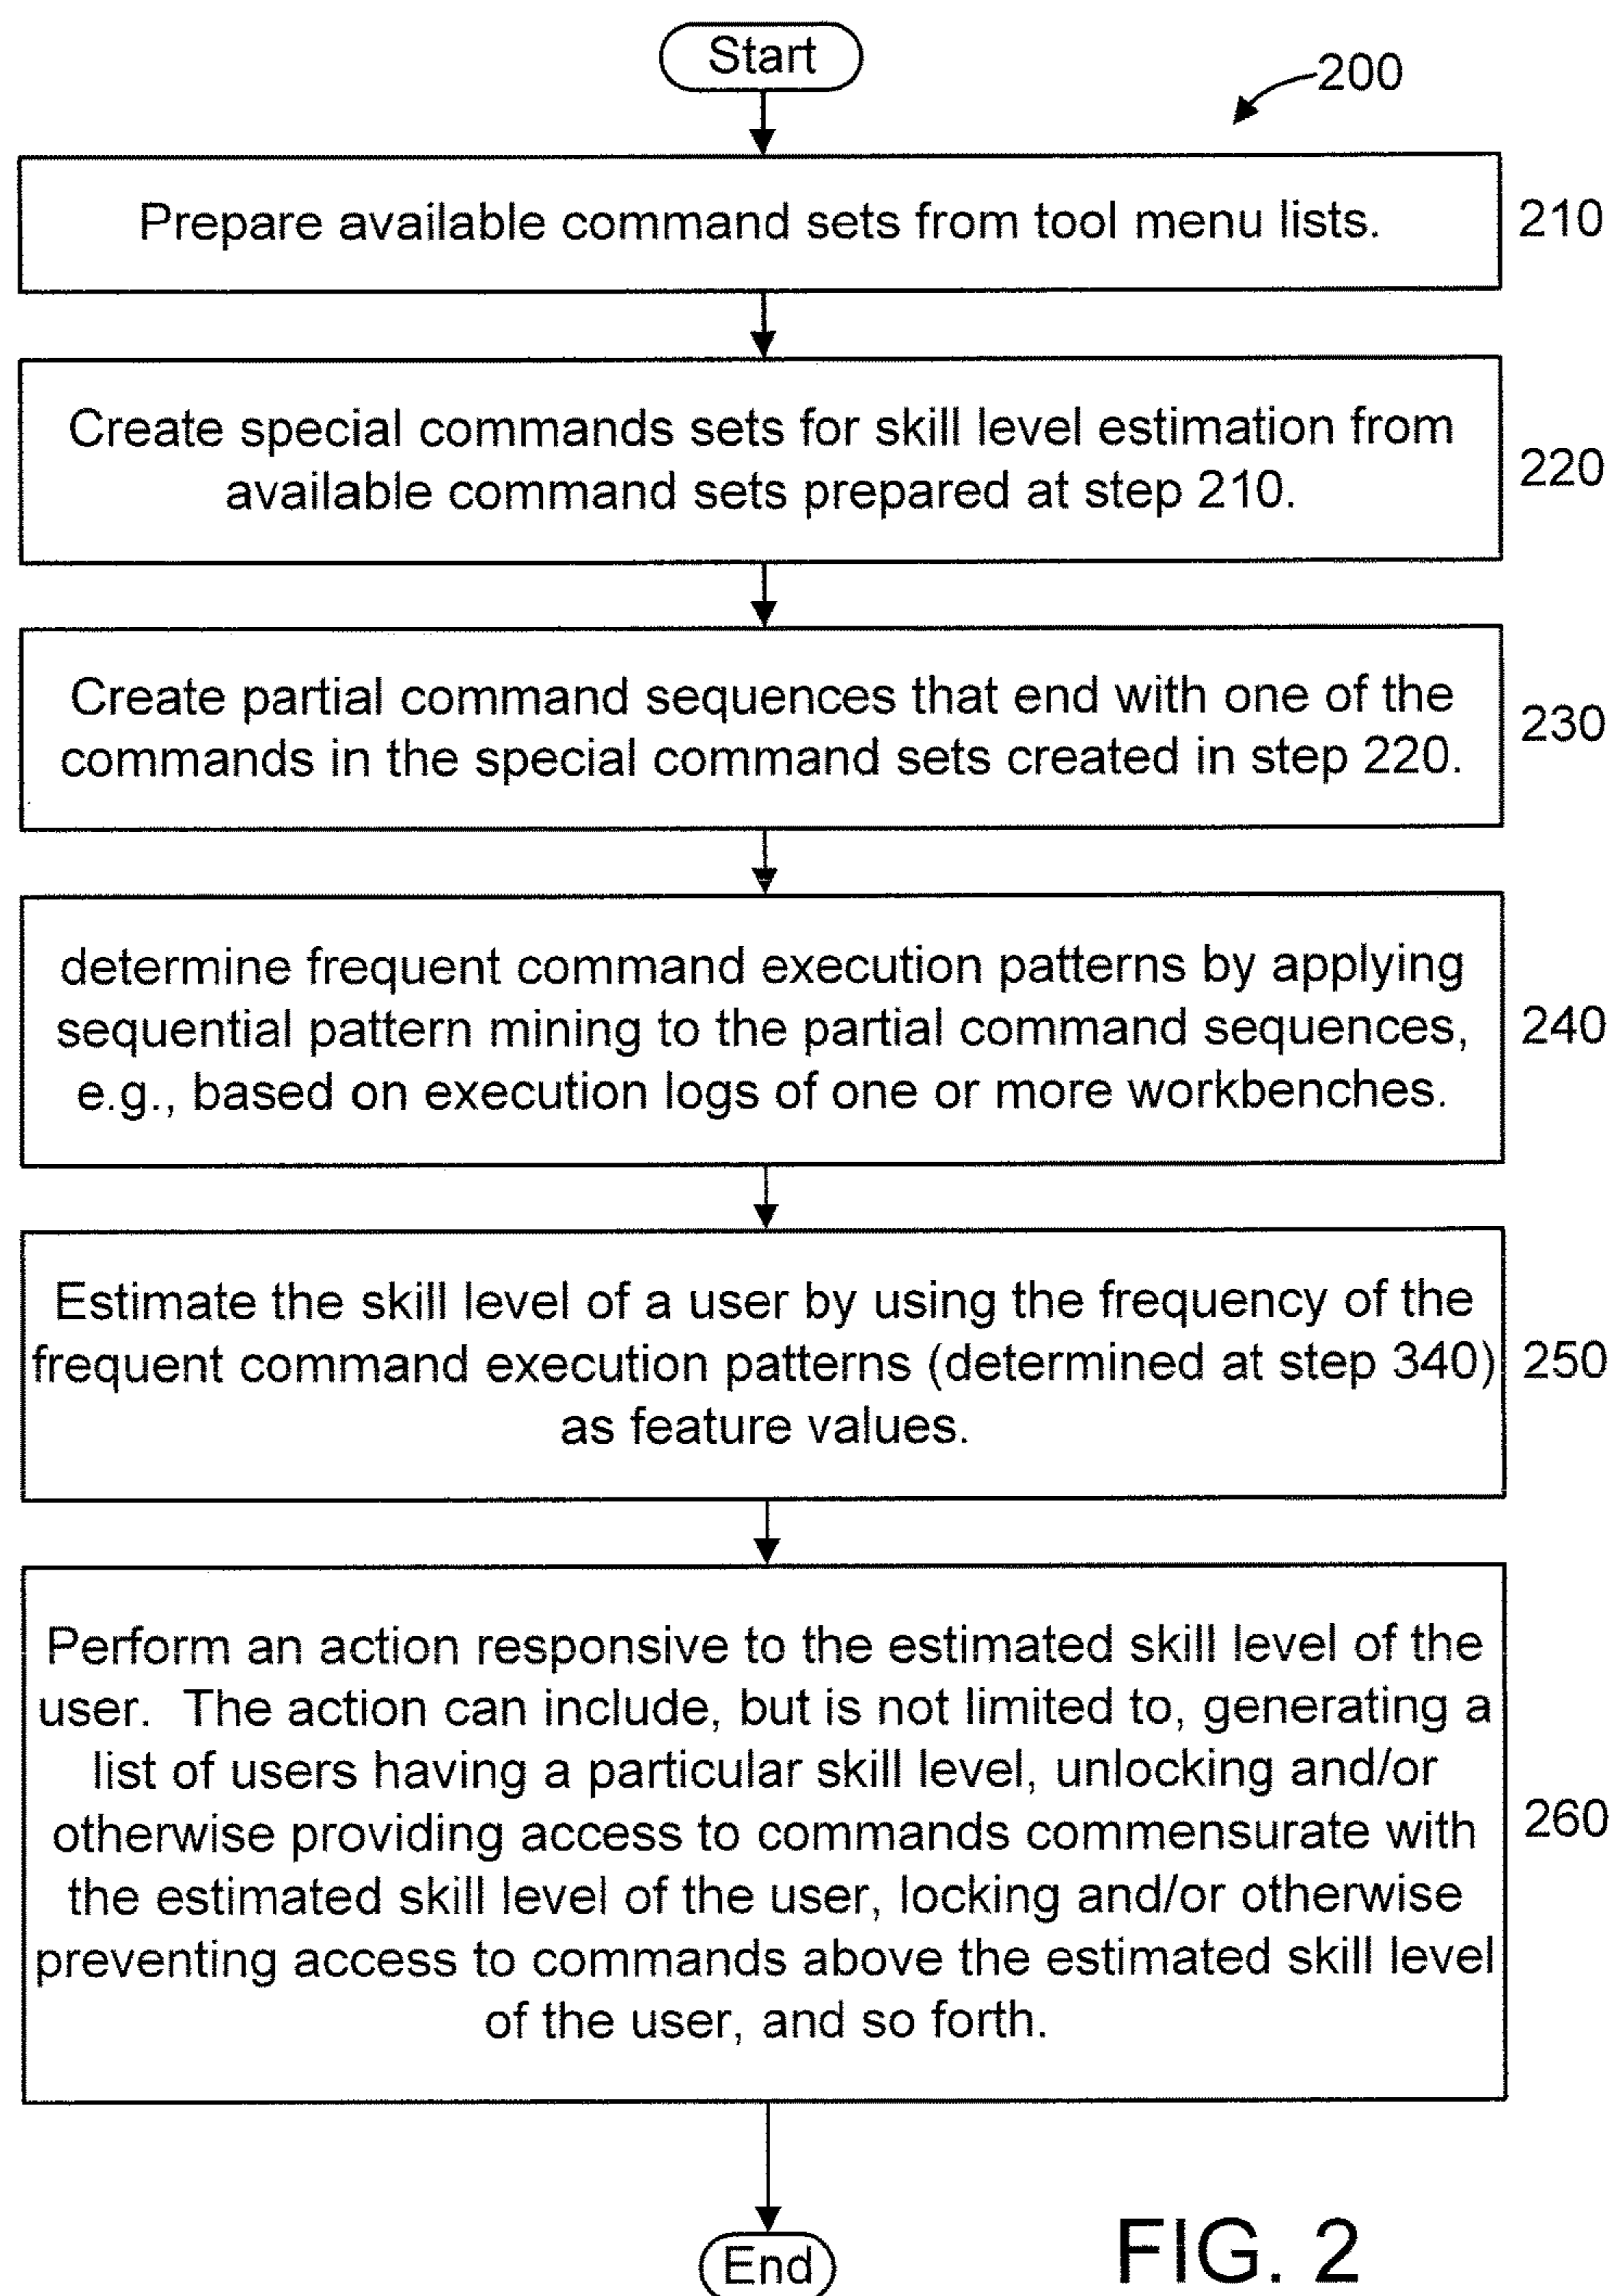 Start
200
Prepare available command sets from tool menu lists.
210
Create special commands sets for skill level estimation from
available command sets prepared at step 210.
220
Create partial command sequences that end with one of the
commands in the special command sets created in step 220.
230
determine frequent command execution patterns by applying
sequential pattern mining to the partial command sequences,
e.g., based on execution logs of one or more workbenches.
240
Estimate the skill level of a user by using the frequency of the
frequent command execution patterns (determined at step 340)
as feature values.
250
Perform an action responsive to the estimated skill level of the
user.  The action can include, but is not limited to, generating a
list of users having a particular skill level, unlocking and/or
otherwise providing access to commands commensurate with
the estimated skill level of the user, locking and/or otherwise
preventing access to commands above the estimated skill level
of the user, and so forth.
260
End
FIG. 2